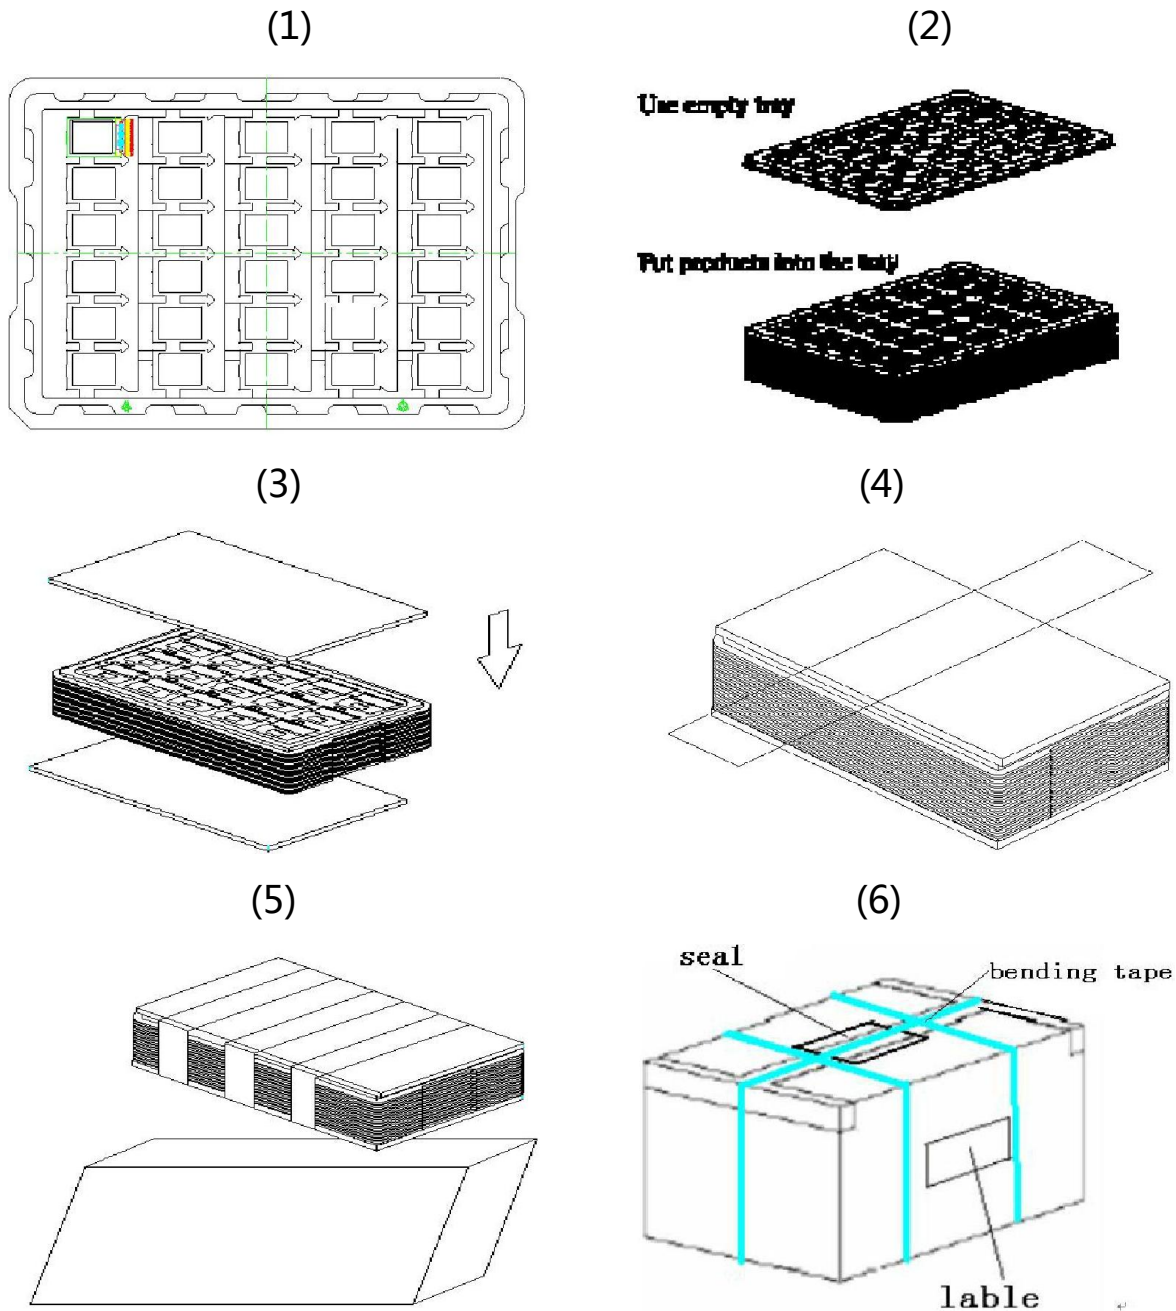 (1)
(2)
Use empty tray
Put products into the tray
(3)
(4)
(5)
(6)
seal
bending tape
lable